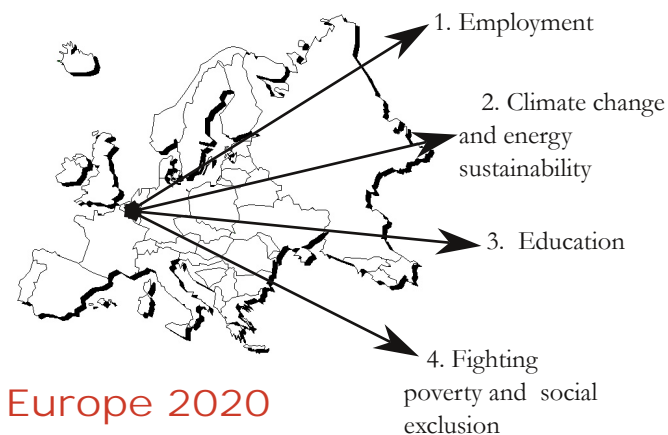 1. Employment
2. Climate change
and energy
sustainability
3. Education
4. Fighting
poverty and social
exclusion
Europe 2020